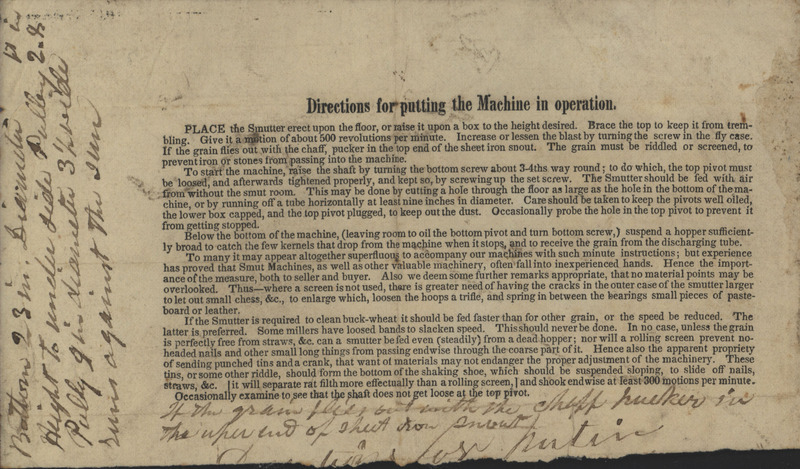 Directions for putting the Machine in operation.
PLACE the Smutter erect upon the floor, or raise it upon a box to the height desired. Brace the top to keep it from trem-
bling. Give it a motion of about 500 revolutions per minute. Increase or lessen the blast by turning the screw in the fly case.
If the grain flies out with the chaff, pucker in the top end of the sheet iron snout. The grain must be riddled or screened, to
prevent iron or stones from passing into the machine.
To start the machine, raise the shaft by turning the bottom screw about 3-4ths way round; to do which, the top pivot must
be loosed, and afterwards tightened properly, and kept so, by screwing up the set screw. The Smutter should be fed with air
from without the smut room. This may be done by cutting a hole through the floor as large as the hole in the bottom of the ma-
chine, or by running off a tube horizontally at least nine inches in diameter. Care should be taken to keep the pivots well oiled,
the lower box capped, and the top pivot plugged, to keep out the dust. Occasionally probe the hole in the top pivot to prevent it
from getting stopped.
Below the bottom of the machine, (leaving room to oil the bottom pivot and turn bottom screw,) suspend a hopper sufficient-
ly broad to catch the few kernels that drop from the machine when it stops, and to receive the grain from the discharging tube.
To many it may appear altogether superfluous to accompany our machines with such minute instructions; but experience
has proved that Smut Machines, as well as other valuable machinery, often fall into inexperienced hands. Hence the import-
ance of the measure, both to seller and buyer. Also we deem some further remarks appropriate, that no material points may be
overlooked. Thus—where a screen is not used, there is greater need of having the cracks in the outer case of the smutter larger
to let out small chess, &c., to enlarge which, loosen the hoops a trifle, and spring in between the bearings small pieces of paste-
board or leather.
If the Smutter is required to clean buck-wheat it should be fed faster than for other grain, or the speed be reduced. The
latter is preferred. Some millers have loosed bands to slacken speed. This should never be done. In no case, unless the grain
is perfectly free from straws, &c. can a smutter be fed even (steadily) from a dead hopper; nor will a rolling screen prevent no-
headed nails and other small long things from passing endwise through the coarse part of it. Hence also the apparent propriety
of sending punched tins and a crank, that want of materials may not endanger the proper adjustment of the machinery. These
tins, or some other riddle, should form the bottom of the shaking shoe, which should be suspended sloping, to slide off nails,
straws, &c. [it will separate rat filth more effectually than a rolling screen,] and shook endwise at least 300 motions per minute.
Occasionally examine to see that the shaft does not get loose at the top pivot.
If the grain flies out with the chaff pucker in
the uper end of sheet iron snout
Bottom 23 in. Diameter
Height to under side Pully 2.8
Pully 9 in diameter 3½ wide
runs against the sun